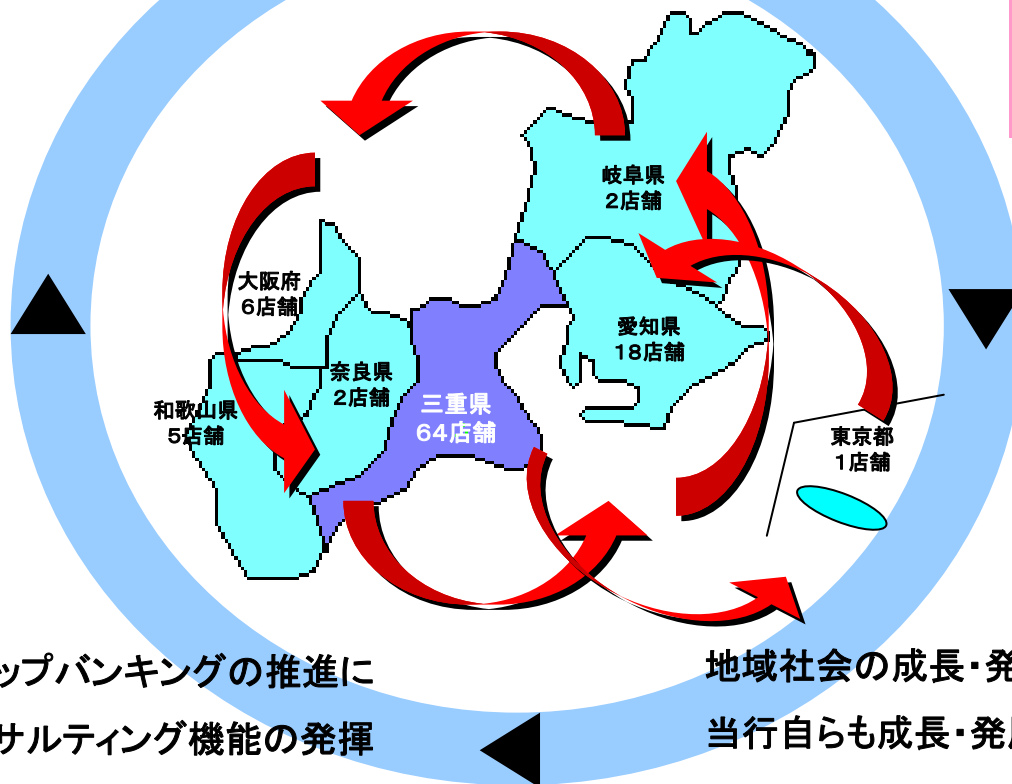 岐阜県
2店舗
大阪府
6店舗
愛知県
18店舗
奈良県
2店舗
三重県
64店舗
和歌山県
5店舗
東京都
1店舗
ップバンキングの推進に
サルティング機能の発揮
地域社会の成長・発
当行自らも成長・発展